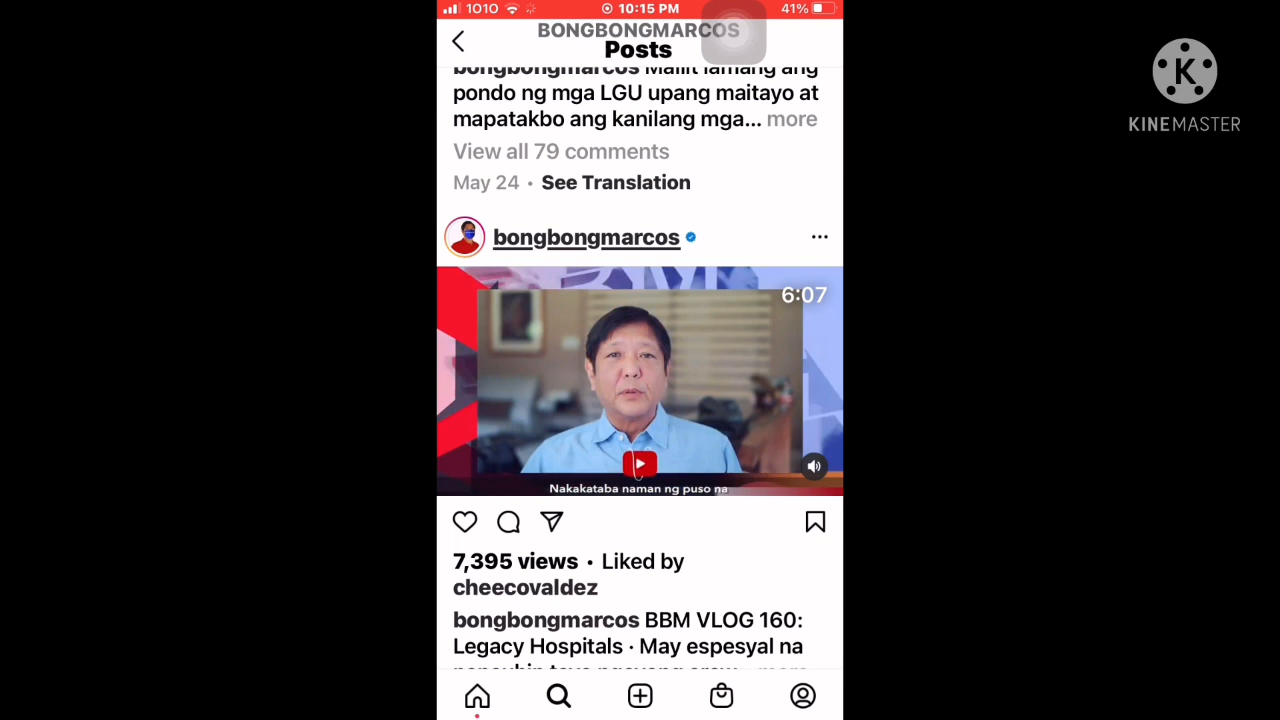 1010
10:15 PM
41%
BONGBONGMARCOS
Posts
bongbongmarcos Maliit lamang ang
pondo ng mga LGU upang maitayo at
mapatakbo ang kanilang mga... more
View all 79 comments
May 24 • See Translation
bongbongmarcos
6:07
Nakakataba naman ng puso na
7,395 views • Liked by
cheecovaldez
bongbongmarcos BBM VLOG 160:
Legacy Hospitals · May espesyal na
K
KINEMASTER